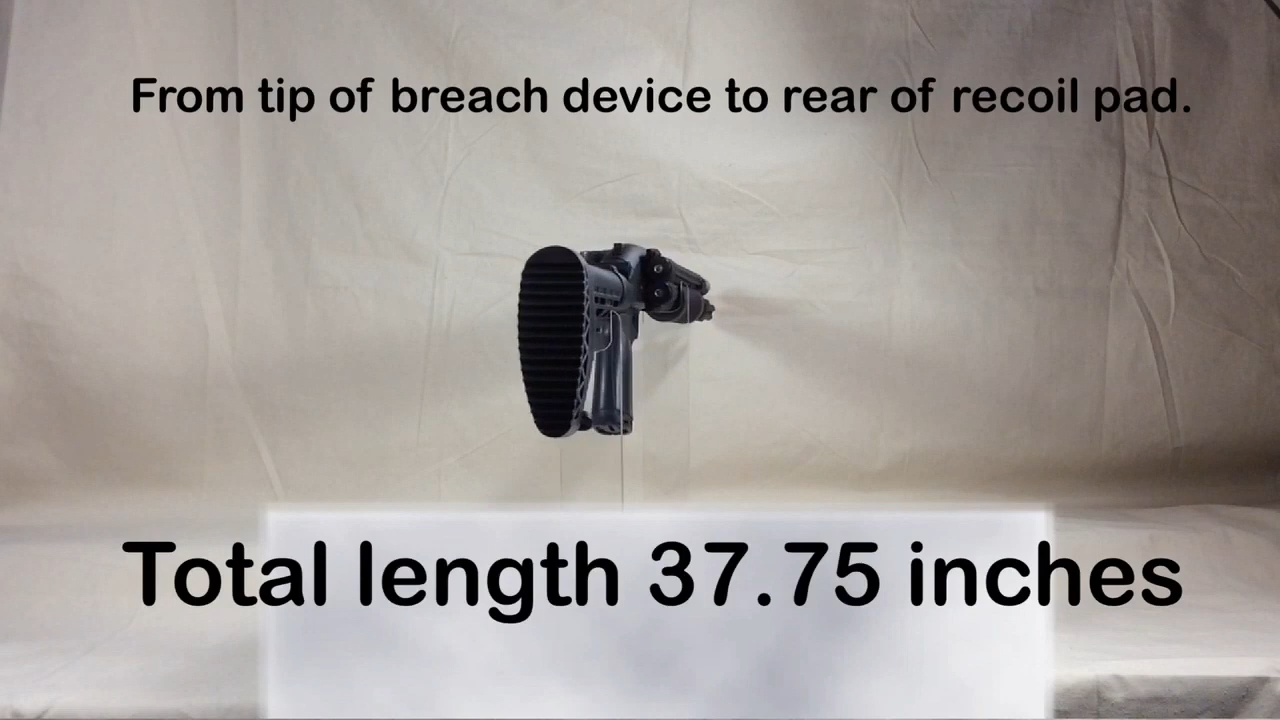 From tip of breach device to rear of recoil pad.
Total length 37.75 inches